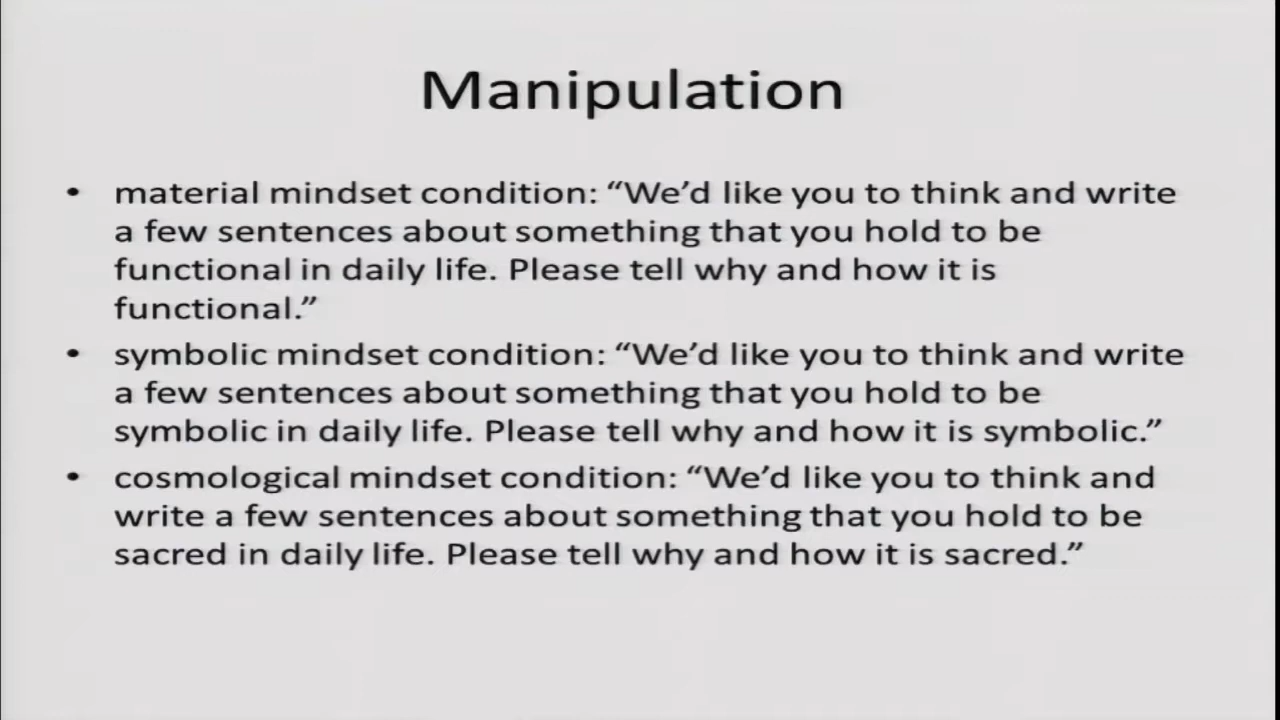 Manipulation
• material mindset condition: “We’d like you to think and write
a few sentences about something that you hold to be
functional in daily life. Please tell why and how it is
functional.”
• symbolic mindset condition: “We’d like you to think and write
a few sentences about something that you hold to be
symbolic in daily life. Please tell why and how it is symbolic.”
• cosmological mindset condition: “We’d like you to think and
write a few sentences about something that you hold to be
sacred in daily life. Please tell why and how it is sacred.”